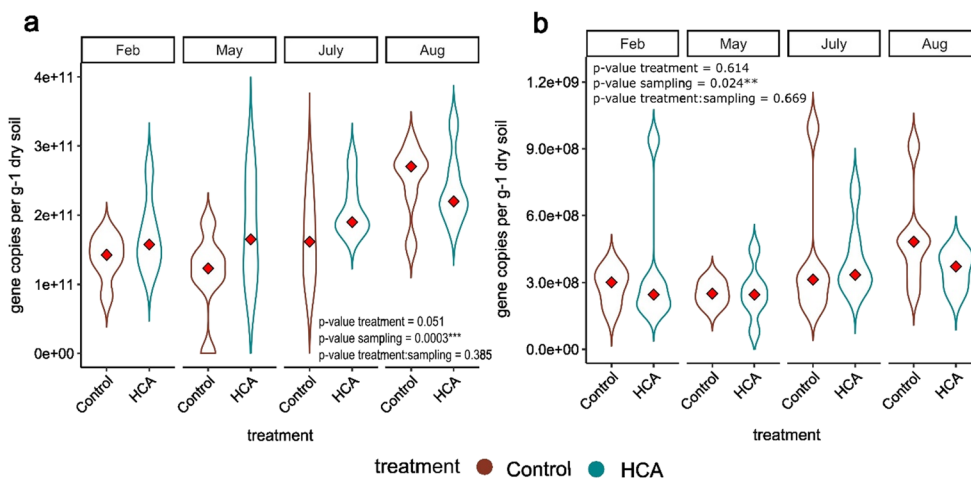 a
Feb
May
July
Aug
4e+11
3e+11
2e+11
1e+11
0e+00
gene copies per g-1 dry soil
p-value treatment = 0.051
p-value sampling = 0.0003***
p-value treatment:sampling = 0.385
Control
HCA
Control
HCA
Control
HCA
Control
HCA
treatment
b
Feb
May
July
Aug
p-value treatment = 0.614
p-value sampling = 0.024**
p-value treatment:sampling = 0.669
1.2e+09
9.0e+08
6.0e+08
3.0e+08
0.0e+00
gene copies per g-1 dry soil
Control
HCA
Control
HCA
Control
HCA
Control
HCA
treatment
treatment Control HCA